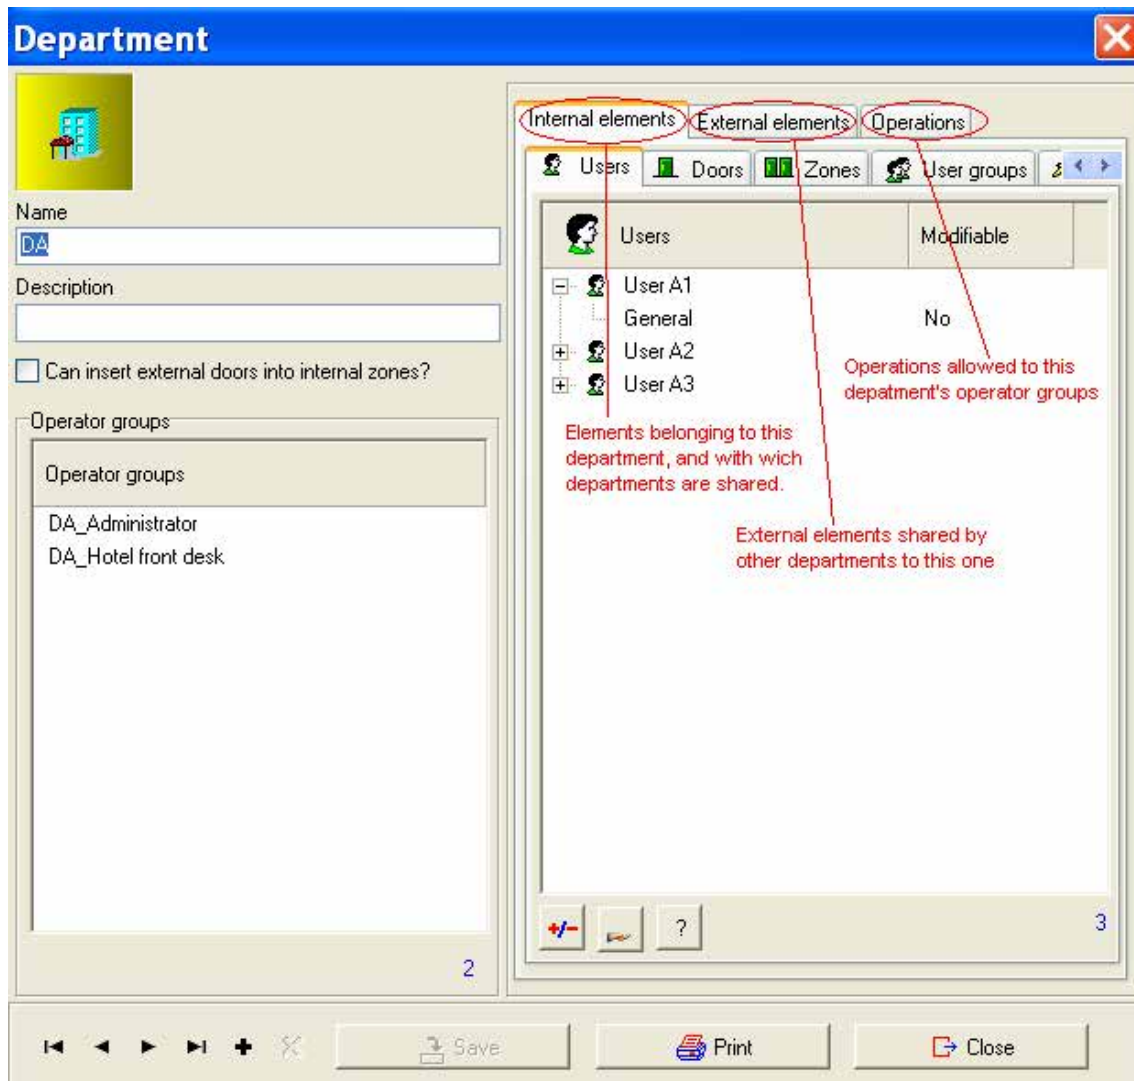 Department
Internal elements External elements Operations
Users Doors Zones User groups
Name
DA
Description
Can insert external doors into internal zones?
Operator groups
Operator groups
DA_Administrator
DA_Hotel front desk
2
Users Modifiable
User A1
General No
User A2
User A3
Operations allowed to this
depatment's operator groups
Elements belonging to this
department, and with wich
departments are shared.
External elements shared by
other departments to this one
+/- ?
3
Save Print Close